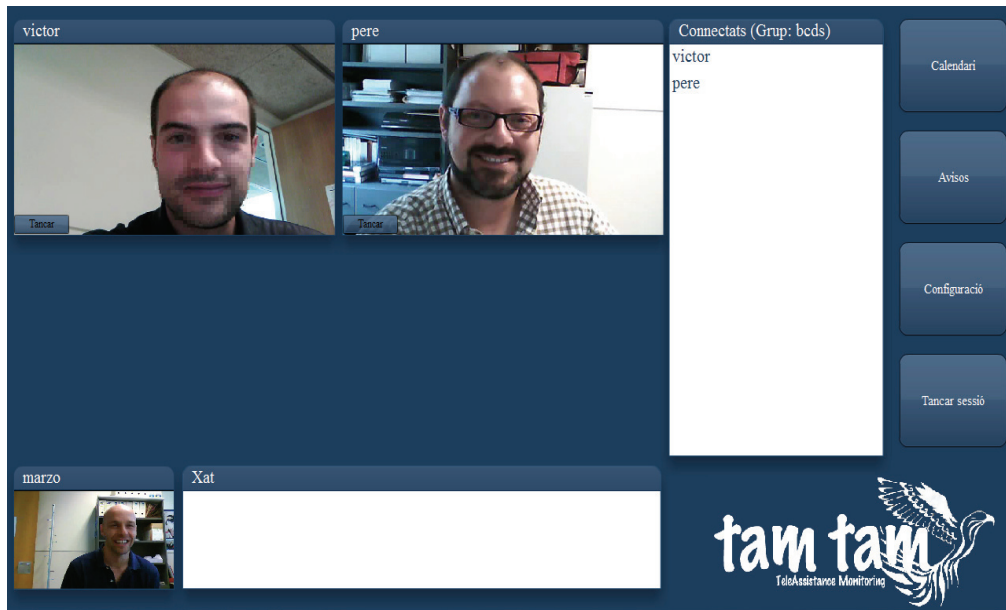 victor
pere
Connectats (Grup: bcds)
victor
pere
Calendari
Avisos
Configuració
Tancar sessió
Tancar
Tancar
marzo
Xat
tam tam
TeleAssistance Monitoring